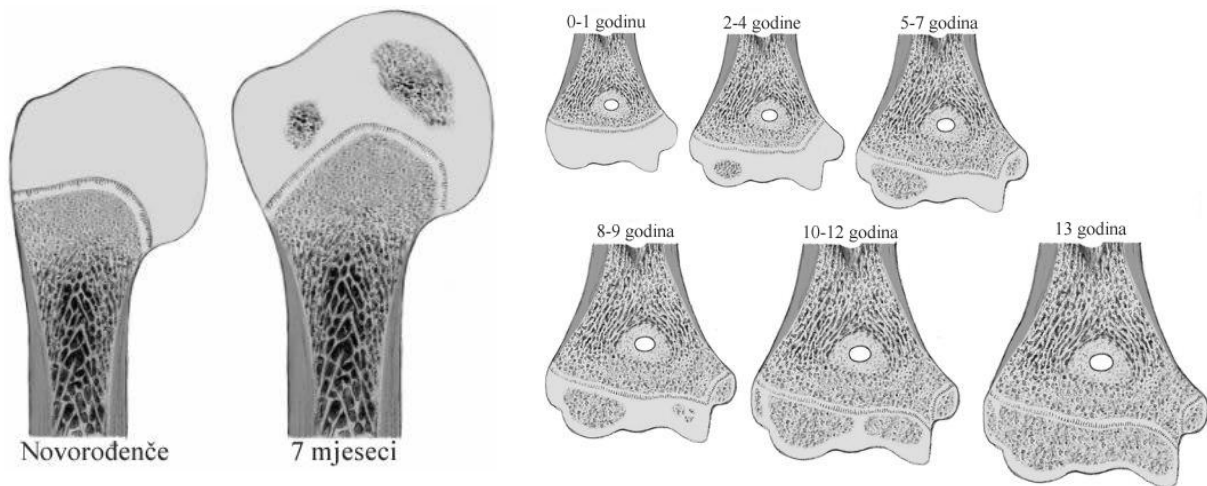 Novorođenče
7 mjeseci
0-1 godinu
2-4 godine
5-7 godina
8-9 godina
10-12 godina
13 godina